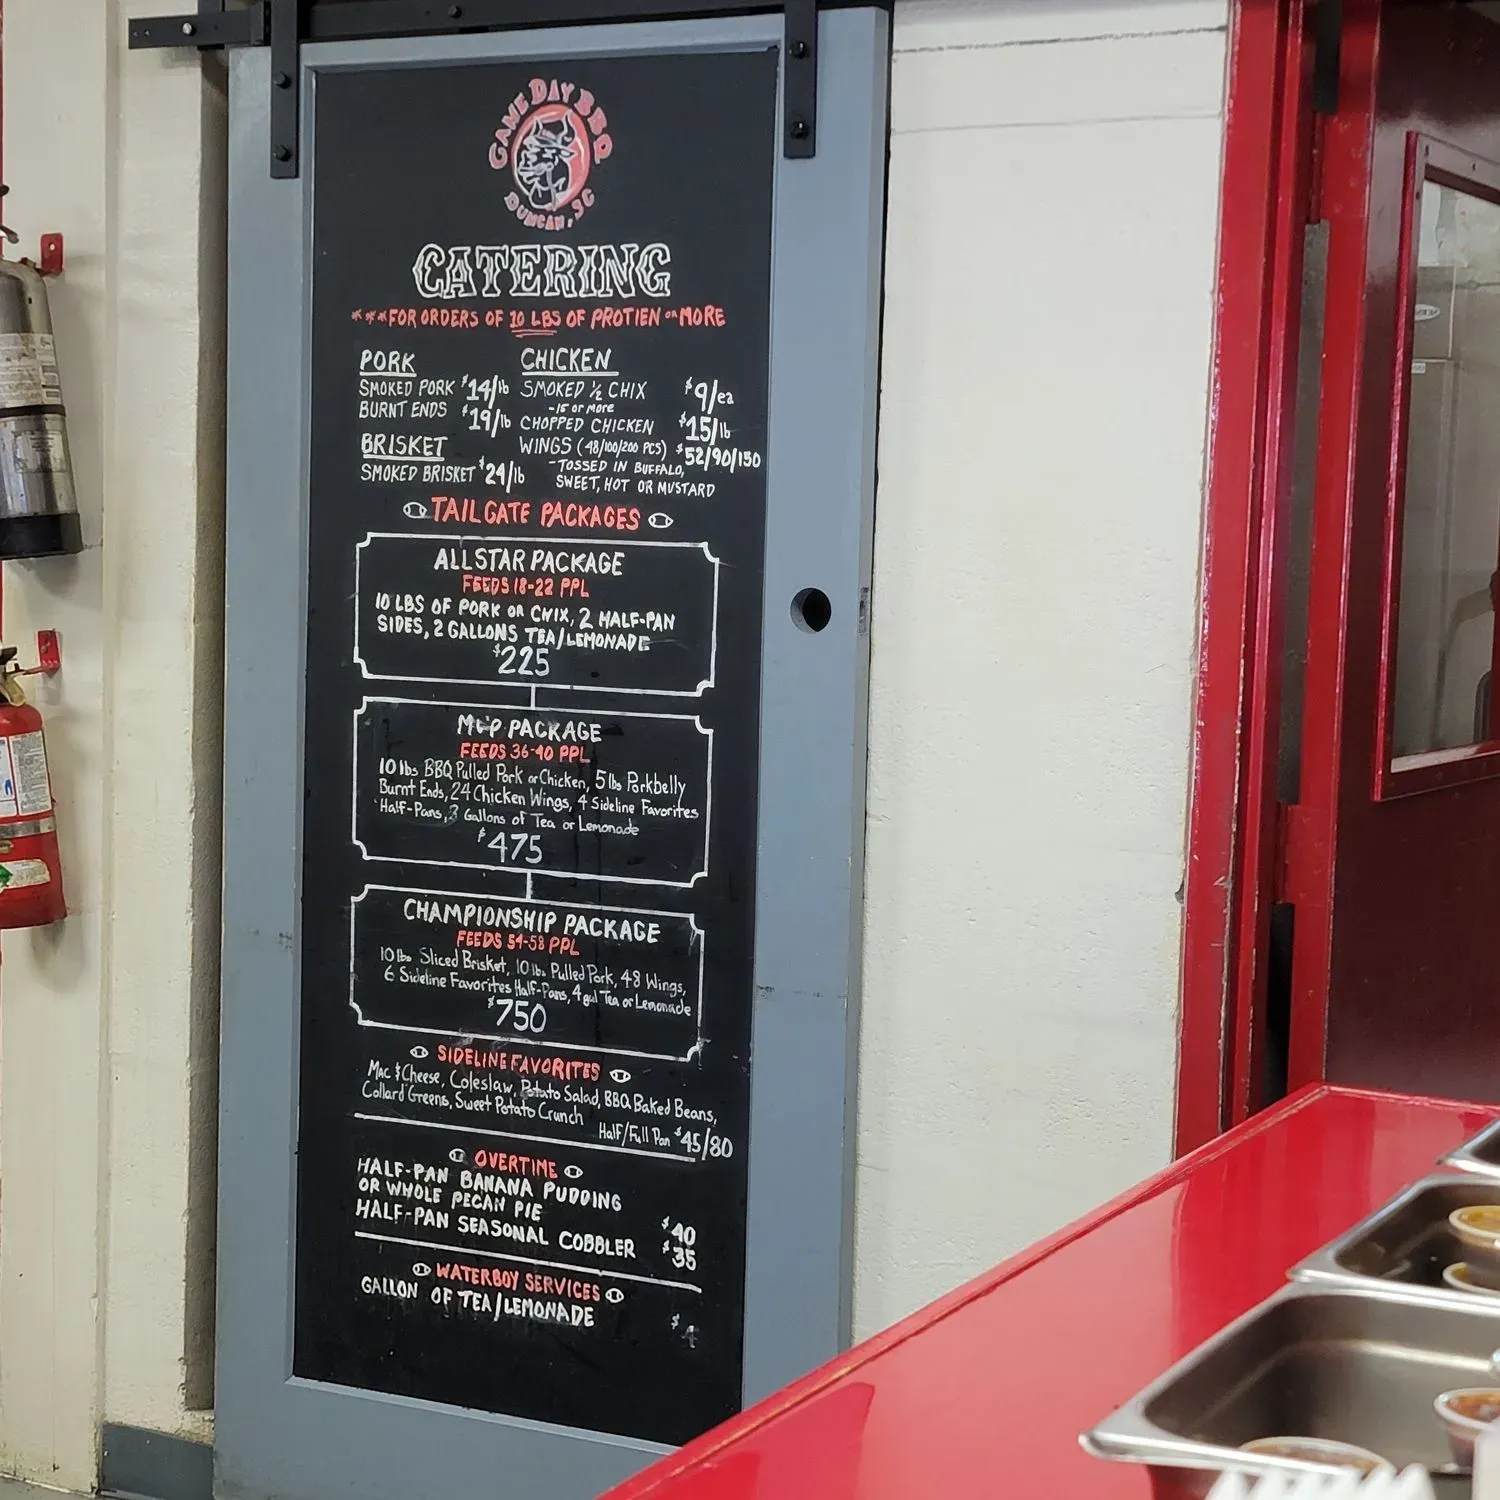 GAME DAY BBQ
DUNCAN, SC
CATERING
***FOR ORDERS OF 10 LBS OF PROTIEN OR MORE
PORK
SMOKED PORK $14/lb
BURNT ENDS $19/lb
BRISKET
SMOKED BRISKET $24/lb
CHICKEN
SMOKED ½ CHIX $9/ea
-15 OR MORE
CHOPPED CHICKEN $15/lb
WINGS (48/100/200 PCS) $52/90/150
-TOSSED IN BUFFALO,
SWEET, HOT OR MUSTARD
TAILGATE PACKAGES
ALLSTAR PACKAGE
FEEDS 18-22 PPL
10 LBS OF PORK OR CHIX, 2 HALF-PAN
SIDES, 2 GALLONS TEA/LEMONADE
$225
MVP PACKAGE
FEEDS 36-40 PPL
10 lbs BBQ Pulled Pork or Chicken, 5 lbs Porkbelly
Burnt Ends, 24 Chicken Wings, 4 Sideline Favorites
Half-Pans, 3 Gallons of Tea or Lemonade
$475
CHAMPIONSHIP PACKAGE
FEEDS 54-58 PPL
10 lbs Sliced Brisket, 10 lbs Pulled Pork, 48 Wings,
6 Sideline Favorites Half-Pans, 4 gal Tea or Lemonade
$750
SIDELINE FAVORITES
Mac & Cheese, Coleslaw, Potato Salad, BBQ Baked Beans,
Collard Greens, Sweet Potato Crunch
Half/Full Pan $45/80
OVERTIME
HALF-PAN BANANA PUDDING
OR WHOLE PECAN PIE $40
HALF-PAN SEASONAL COBBLER $35
WATERBOY SERVICES
GALLON OF TEA/LEMONADE $4